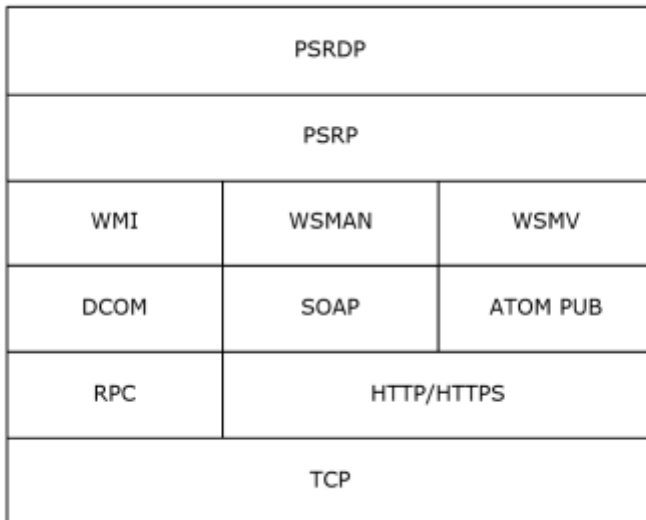 PSRDP
PSRP
WMI WSMAN WSMV
DCOM SOAP ATOM PUB
RPC HTTP/HTTPS
TCP